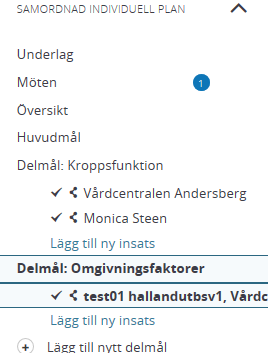 SAMORDNAD INDIVIDUELL PLAN
Underlag
Möten 1
Översikt
Huvudmål
Delmål: Kroppsfunktion
Vårdcentralen Andersberg
Monica Steen
Lägg till ny insats
Delmål: Omgivningsfaktorer
test01 hallandutbsv1, Vårdc
Lägg till ny insats
Lägg till nytt delmål